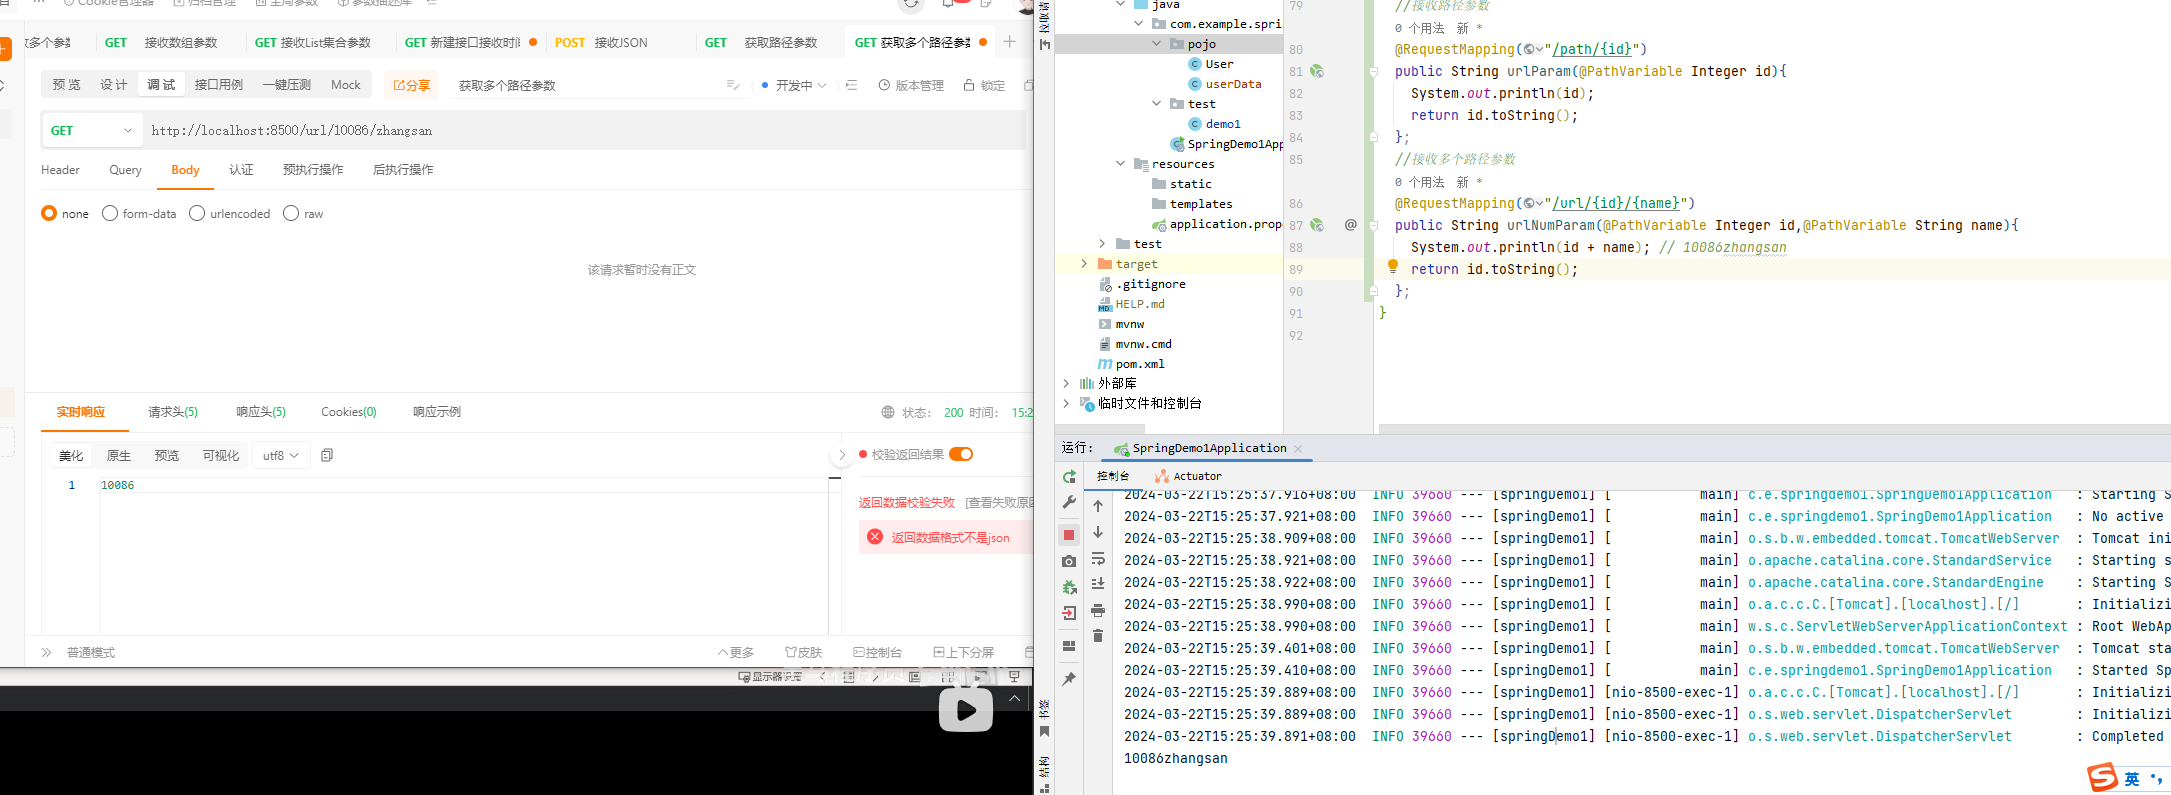 Cookie管理器 归档管理 全局参数 参数描述库
GET 接收数组参数 GET 接收List集合参数 GET 新建接口接收时间 POST 接收JSON GET 获取路径参数 GET 获取多个路径参数
预 览 设 计 调 试 接口用例 一键压测 Mock 分享 获取多个路径参数 开发中 版本管理 锁定
GET http://localhost:8500/url/10086/zhangsan
Header Query Body 认证 预执行操作 后执行操作
none form-data urlencoded raw
该请求暂时没有正文
实时响应 请求头(5) 响应头(5) Cookies(0) 响应示例 状态： 200 时间： 15:2
美化 原生 预览 可视化 utf8 校验返回结果
1 10086
返回数据校验失败 [查看失败原因
返回数据格式不是json
普通模式 更多 皮肤 控制台 上下分屏
显示器设置
java
com.example.spri
pojo
User
userData
test
demo1
SpringDemo1App
resources
static
templates
application.prope
test
target
.gitignore
HELP.md
mvnw
mvnw.cmd
pom.xml
外部库
临时文件和控制台
79 //接收路径参数
0 个用法 新 *
80 @RequestMapping("/path/{id}")
81 public String urlParam(@PathVariable Integer id){
82 System.out.println(id);
83 return id.toString();
84 };
85 //接收多个路径参数
0 个用法 新 *
86 @RequestMapping("/url/{id}/{name}")
87 @ public String urlNumParam(@PathVariable Integer id,@PathVariable String name){
88 System.out.println(id + name); // 10086zhangsan
89 return id.toString();
90 };
91 }
92
运行: SpringDemo1Application
控制台 Actuator
2024-03-22T15:25:37.916+08:00 INFO 39660 --- [springDemo1] [ main] c.e.springdemo1.SpringDemo1Application : Starting S
2024-03-22T15:25:37.921+08:00 INFO 39660 --- [springDemo1] [ main] c.e.springdemo1.SpringDemo1Application : No active
2024-03-22T15:25:38.909+08:00 INFO 39660 --- [springDemo1] [ main] o.s.b.w.embedded.tomcat.TomcatWebServer : Tomcat ini
2024-03-22T15:25:38.921+08:00 INFO 39660 --- [springDemo1] [ main] o.apache.catalina.core.StandardService : Starting s
2024-03-22T15:25:38.922+08:00 INFO 39660 --- [springDemo1] [ main] o.apache.catalina.core.StandardEngine : Starting S
2024-03-22T15:25:38.990+08:00 INFO 39660 --- [springDemo1] [ main] o.a.c.c.C.[Tomcat].[localhost].[/] : Initializi
2024-03-22T15:25:38.990+08:00 INFO 39660 --- [springDemo1] [ main] w.s.c.ServletWebServerApplicationContext : Root WebAp
2024-03-22T15:25:39.401+08:00 INFO 39660 --- [springDemo1] [ main] o.s.b.w.embedded.tomcat.TomcatWebServer : Tomcat sta
2024-03-22T15:25:39.410+08:00 INFO 39660 --- [springDemo1] [ main] c.e.springdemo1.SpringDemo1Application : Started Sp
2024-03-22T15:25:39.889+08:00 INFO 39660 --- [springDemo1] [nio-8500-exec-1] o.a.c.c.C.[Tomcat].[localhost].[/] : Initializi
2024-03-22T15:25:39.889+08:00 INFO 39660 --- [springDemo1] [nio-8500-exec-1] o.s.web.servlet.DispatcherServlet : Initializi
2024-03-22T15:25:39.891+08:00 INFO 39660 --- [springDemo1] [nio-8500-exec-1] o.s.web.servlet.DispatcherServlet : Completed
10086zhangsan
书签
结构
英